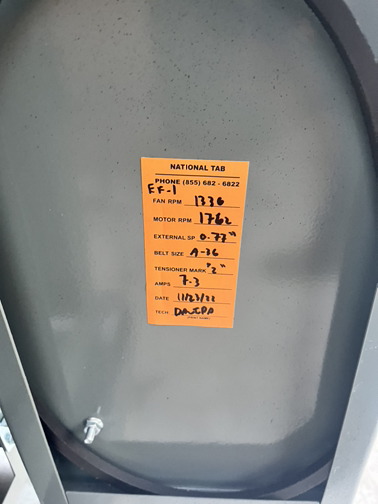 NATIONAL TAB
PHONE (855) 682 - 6822
EF-1
FAN RPM 1336
MOTOR RPM 1762
EXTERNAL SP 0.77"
BELT SIZE A-36
TENSIONER MARK "2"
AMPS 7.3
DATE 11/23/22
TECH.